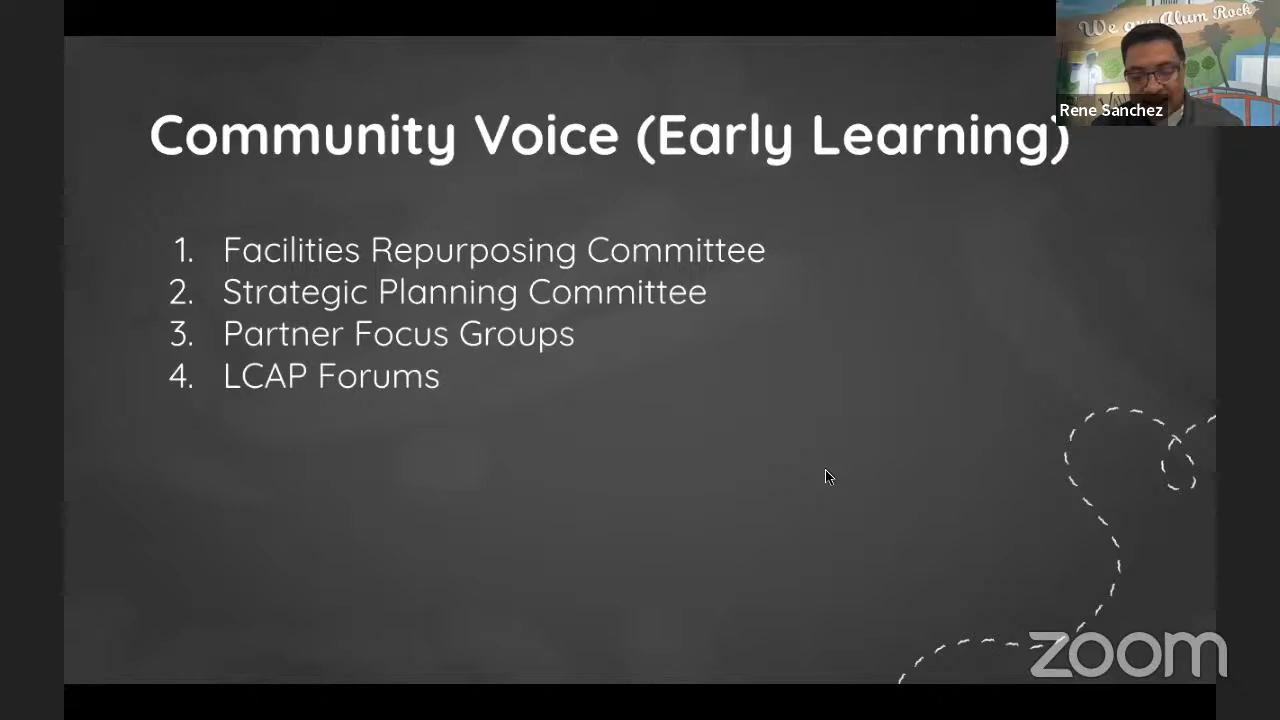 We are Alum Rock
Rene Sanchez
Community Voice (Early Learning)
1. Facilities Repurposing Committee
2. Strategic Planning Committee
3. Partner Focus Groups
4. LCAP Forums
zoom